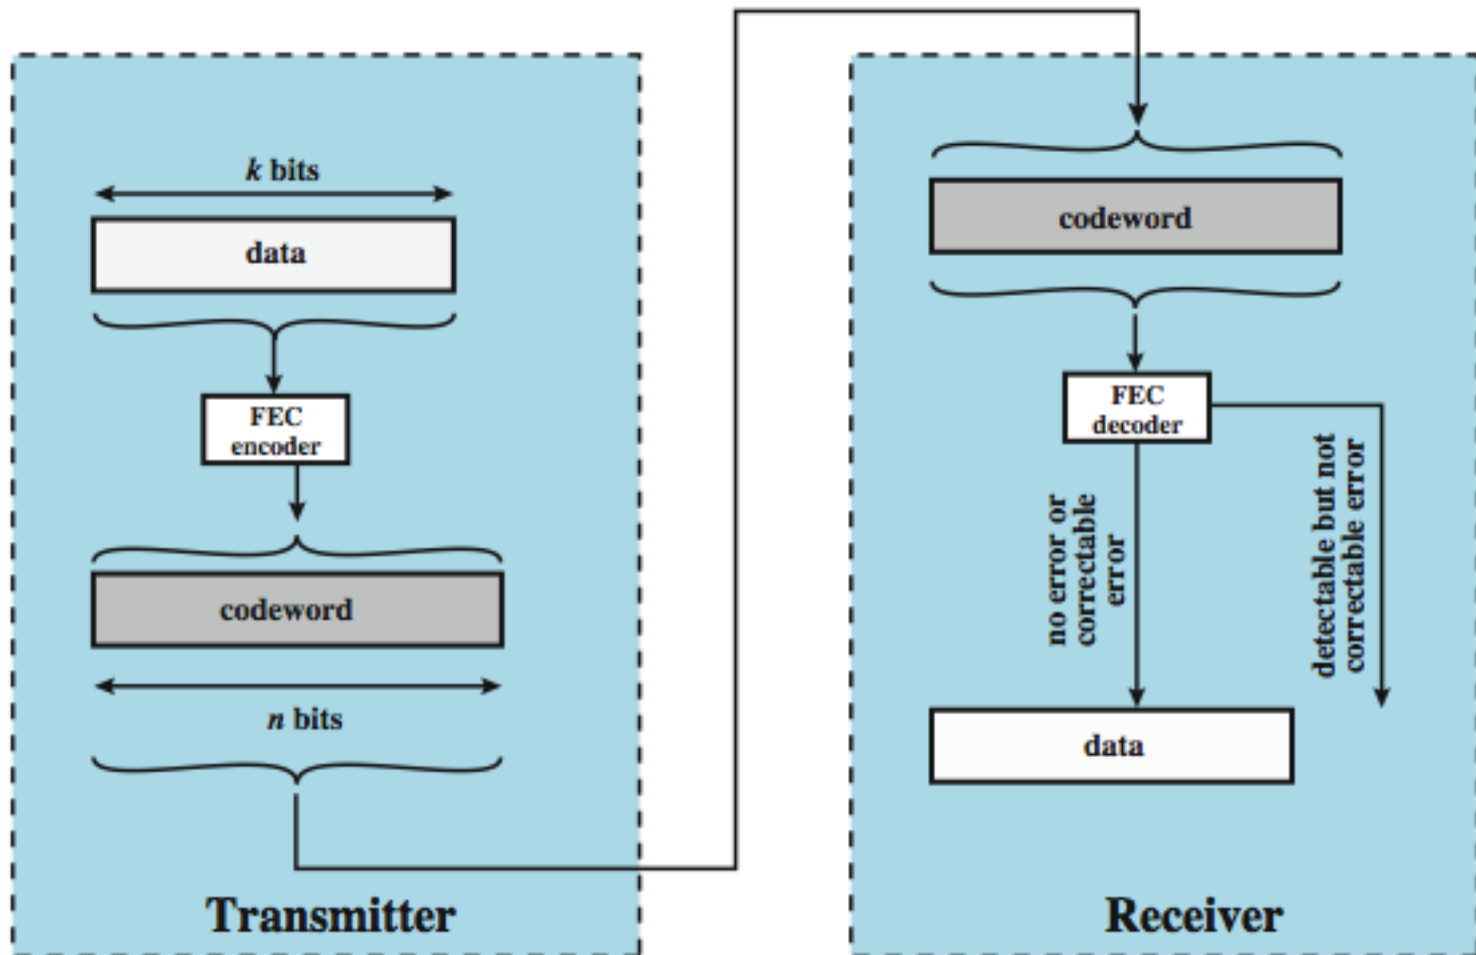 k bits
data
FEC
encoder
codeword
n bits
Transmitter
codeword
FEC
decoder
no error or
correctable
error
detectable but not
correctable error
data
Receiver